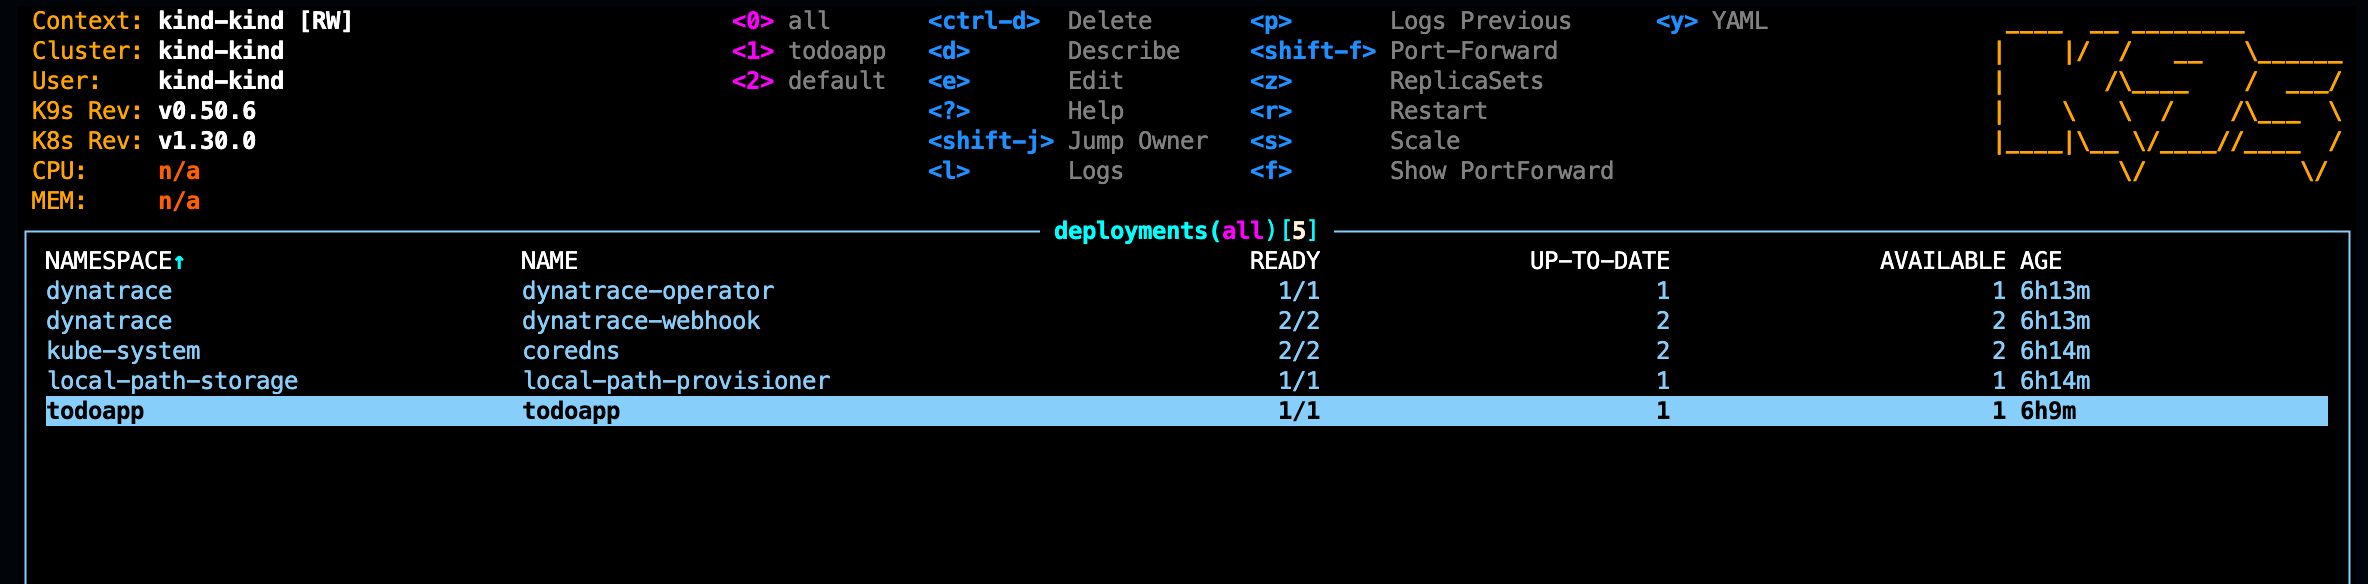 Context: kind-kind [RW] <0> all <ctrl-d> Delete <p> Logs Previous <y> YAML
Cluster: kind-kind <1> todoapp <d> Describe <shift-f> Port-Forward
User: kind-kind <2> default <e> Edit <z> ReplicaSets
K9s Rev: v0.50.6 <?> Help <r> Restart
K8s Rev: v1.30.0 <shift-j> Jump Owner <s> Scale
CPU: n/a <l> Logs <f> Show PortForward
MEM: n/a
deployments(all)[5]
NAMESPACE↑ NAME READY UP-TO-DATE AVAILABLE AGE
dynatrace dynatrace-operator 1/1 1 1 6h13m
dynatrace dynatrace-webhook 2/2 2 2 6h13m
kube-system coredns 2/2 2 2 6h14m
local-path-storage local-path-provisioner 1/1 1 1 6h14m
todoapp todoapp 1/1 1 1 6h9m